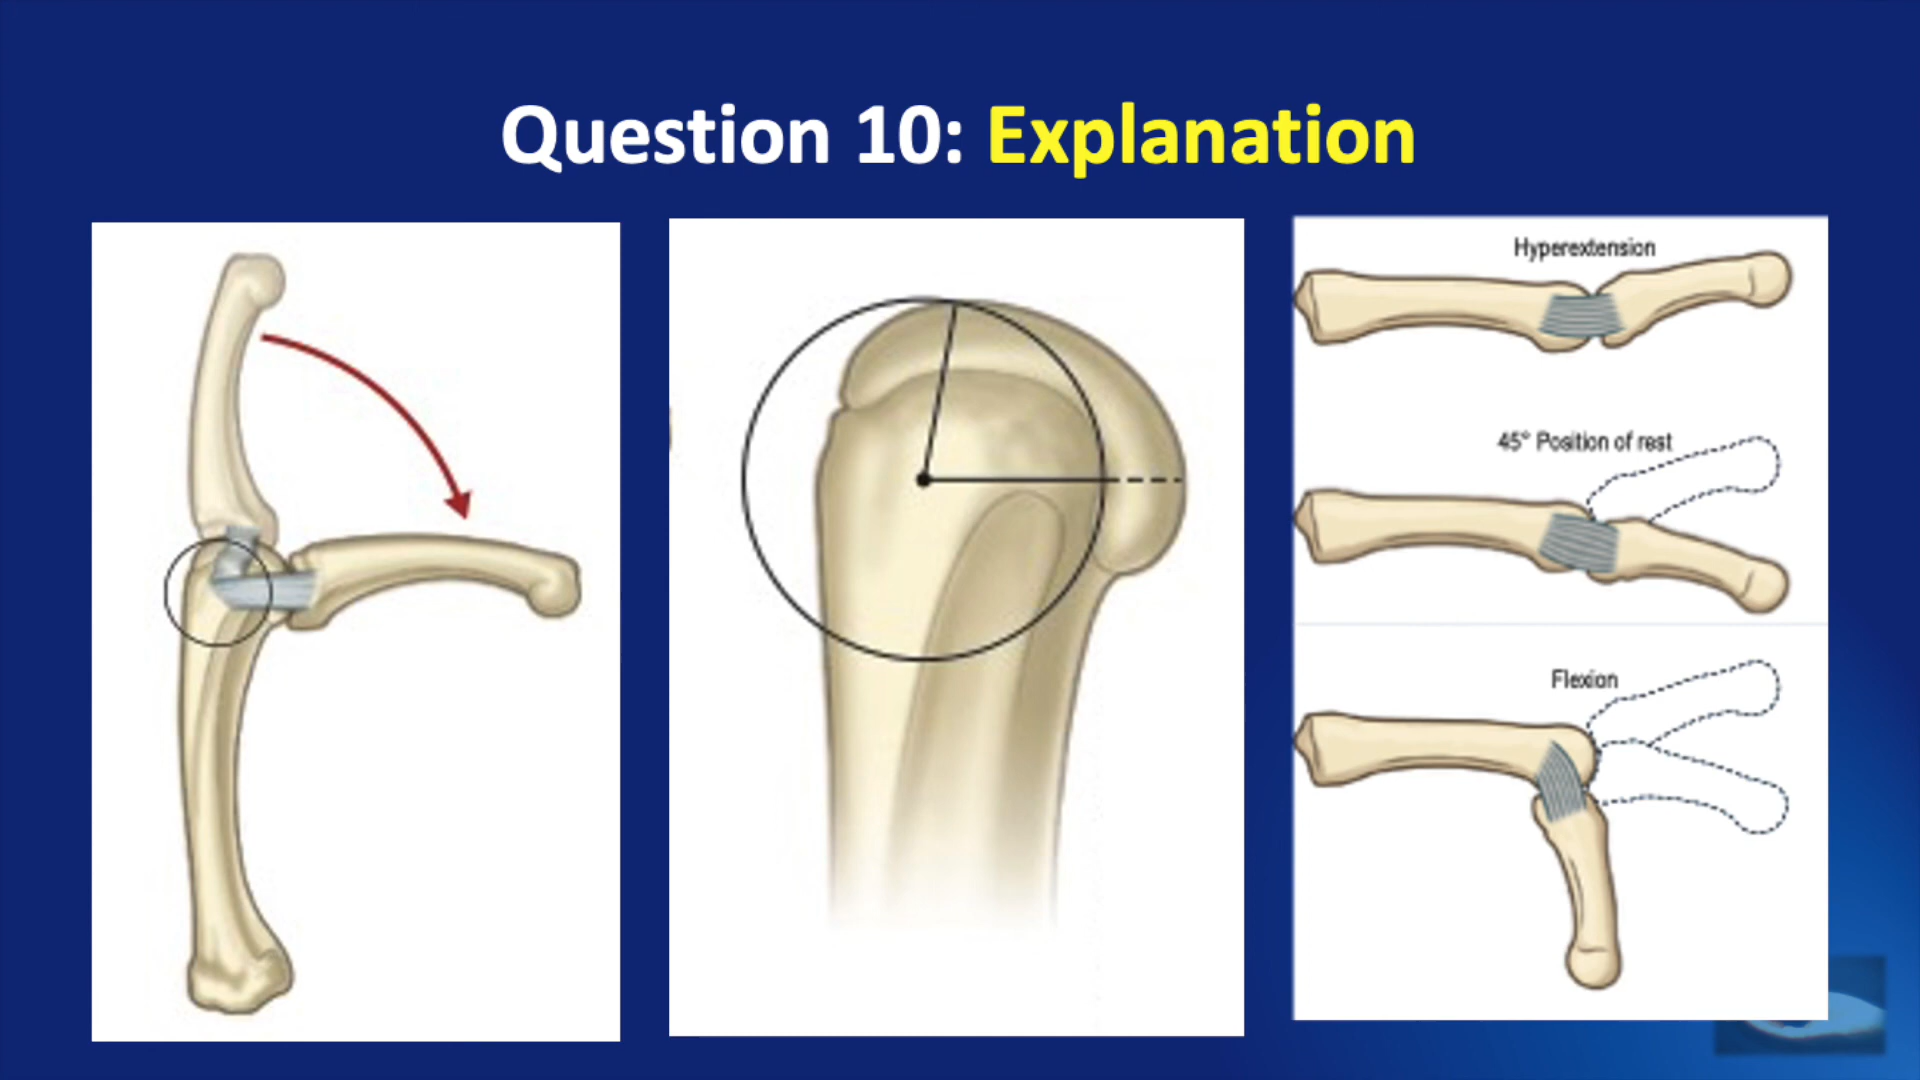 Question 10: Explanation
Hyperextension
45° Position of rest
Flexion